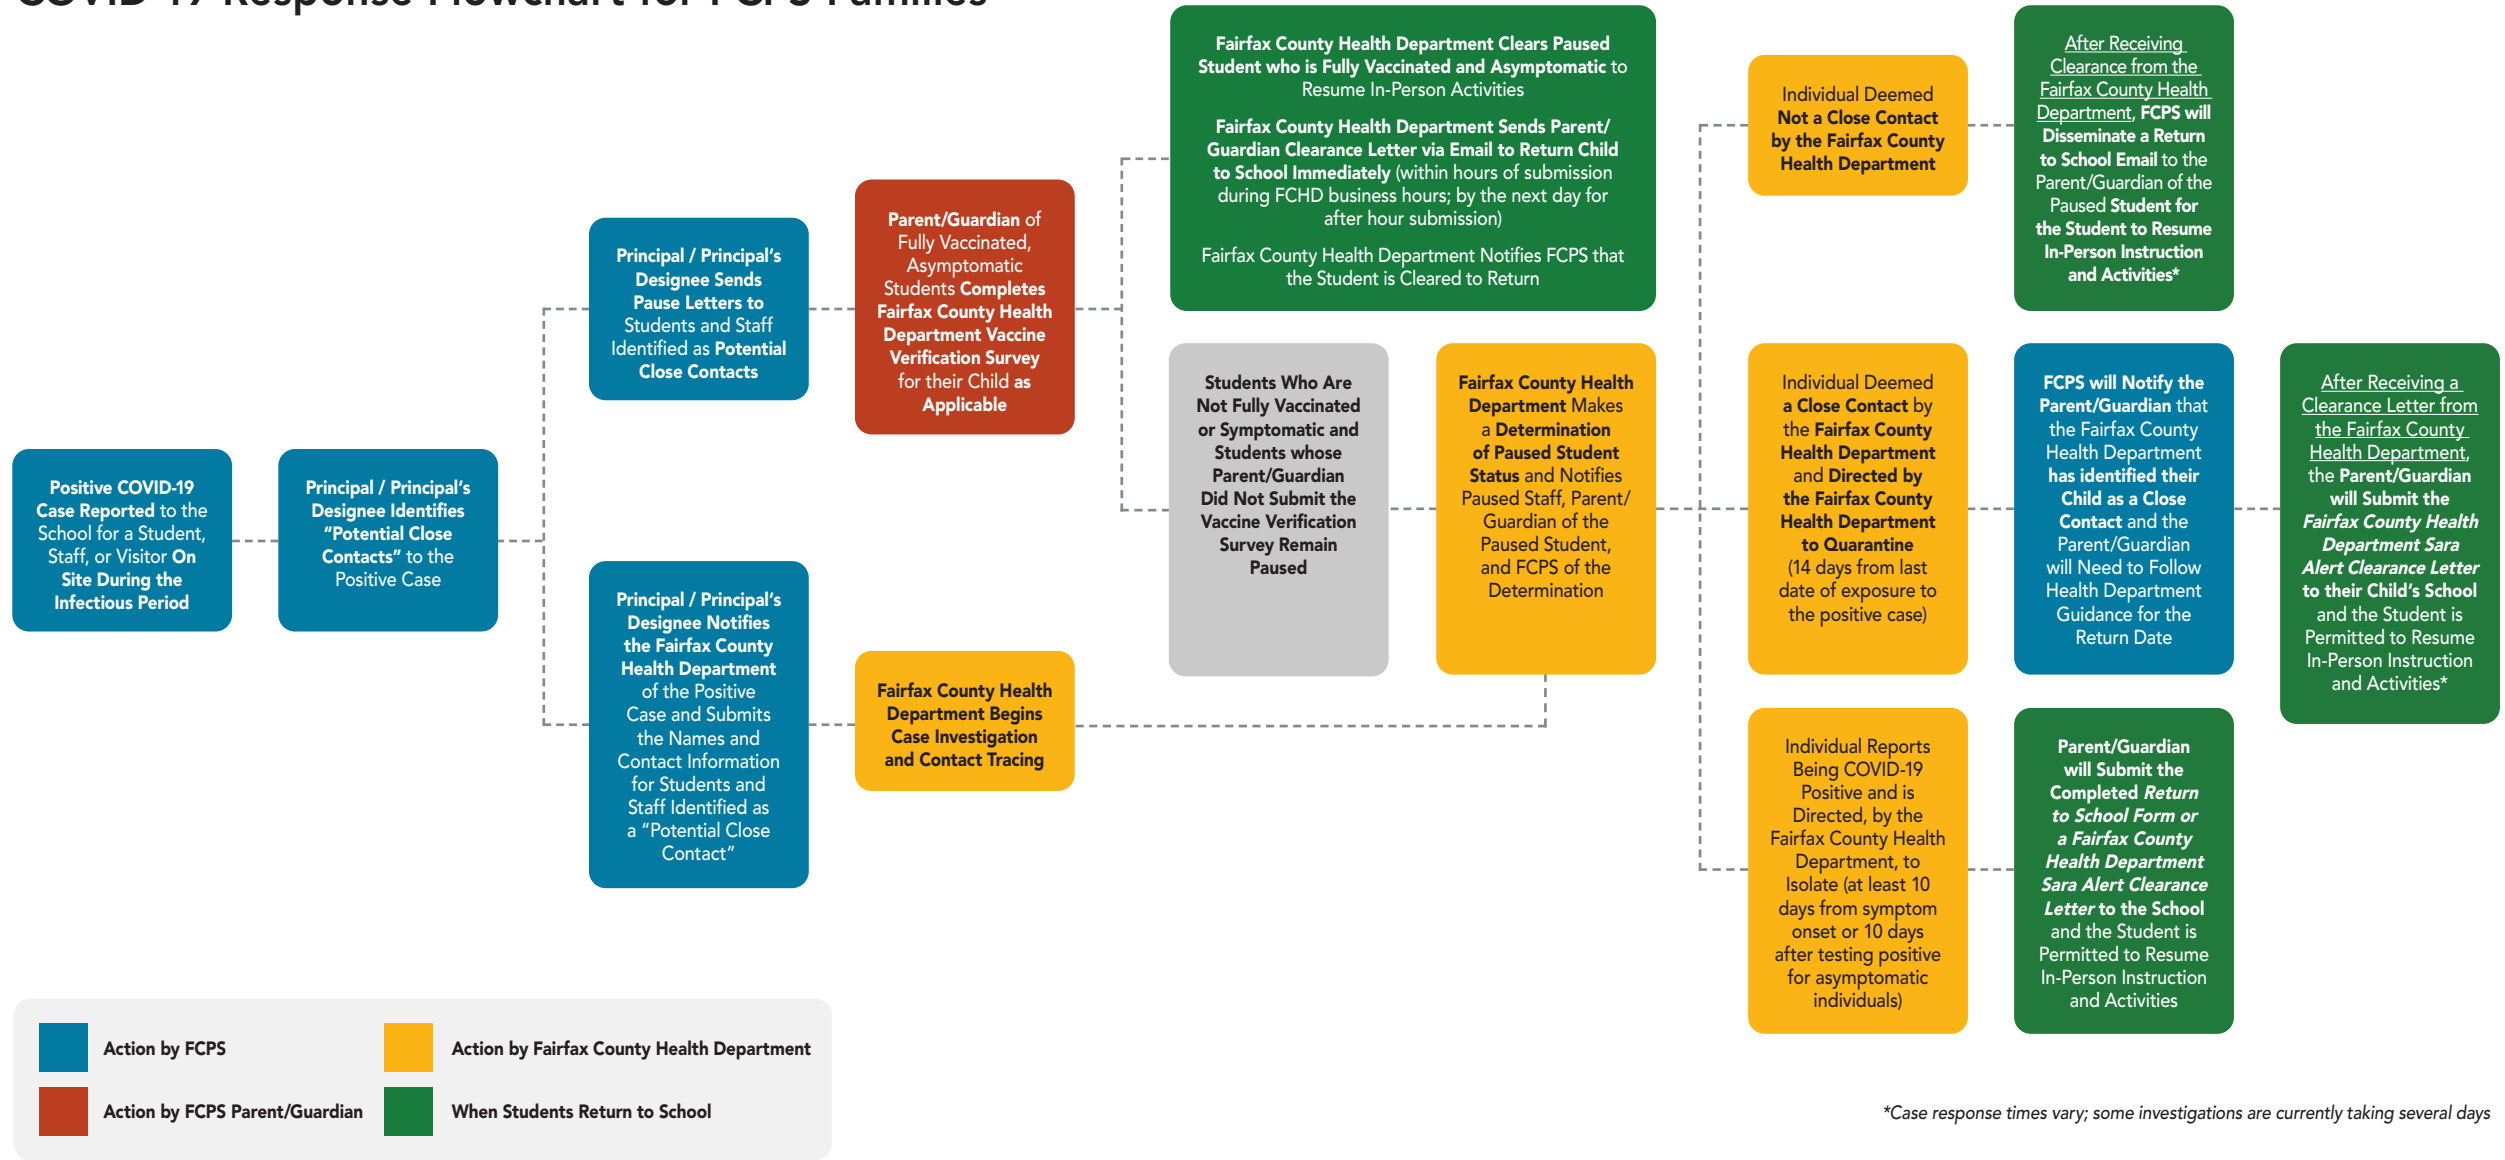 COVID-19 Response Flowchart for FCPS Families
Positive COVID-19
Case Reported to the
School for a Student,
Staff, or Visitor On
Site During the
Infectious Period
Principal / Principal’s
Designee Identifies
“Potential Close
Contacts” to the
Positive Case
Principal / Principal’s
Designee Sends
Pause Letters to
Students and Staff
Identified as Potential
Close Contacts
Principal / Principal’s
Designee Notifies
the Fairfax County
Health Department
of the Positive
Case and Submits
the Names and
Contact Information
for Students and
Staff Identified as
a “Potential Close
Contact”
Parent/Guardian of
Fully Vaccinated,
Asymptomatic
Students Completes
Fairfax County Health
Department Vaccine
Verification Survey
for their Child as
Applicable
Fairfax County Health
Department Begins
Case Investigation
and Contact Tracing
Fairfax County Health Department Clears Paused
Student who is Fully Vaccinated and Asymptomatic to
Resume In-Person Activities
Fairfax County Health Department Sends Parent/
Guardian Clearance Letter via Email to Return Child
to School Immediately (within hours of submission
during FCHD business hours; by the next day for
after hour submission)
Fairfax County Health Department Notifies FCPS that
the Student is Cleared to Return
Students Who Are
Not Fully Vaccinated
or Symptomatic and
Students whose
Parent/Guardian
Did Not Submit the
Vaccine Verification
Survey Remain
Paused
Fairfax County Health
Department Makes
a Determination
of Paused Student
Status and Notifies
Paused Staff, Parent/
Guardian of the
Paused Student,
and FCPS of the
Determination
Individual Deemed
Not a Close Contact
by the Fairfax County
Health Department
After Receiving
Clearance from the
Fairfax County Health
Department, FCPS will
Disseminate a Return
to School Email to the
Parent/Guardian of the
Paused Student for
the Student to Resume
In-Person Instruction
and Activities*
Individual Deemed
a Close Contact by
the Fairfax County
Health Department
and Directed by
the Fairfax County
Health Department
to Quarantine
(14 days from last
date of exposure to
the positive case)
FCPS will Notify the
Parent/Guardian that
the Fairfax County
Health Department
has identified their
Child as a Close
Contact and the
Parent/Guardian
will Need to Follow
Health Department
Guidance for the
Return Date
After Receiving a
Clearance Letter from
the Fairfax County
Health Department,
the Parent/Guardian
will Submit the
Fairfax County Health
Department Sara
Alert Clearance Letter
to their Child’s School
and the Student is
Permitted to Resume
In-Person Instruction
and Activities*
Individual Reports
Being COVID-19
Positive and is
Directed, by the
Fairfax County Health
Department, to
Isolate (at least 10
days from symptom
onset or 10 days
after testing positive
for asymptomatic
individuals)
Parent/Guardian
will Submit the
Completed Return
to School Form or
a Fairfax County
Health Department
Sara Alert Clearance
Letter to the School
and the Student is
Permitted to Resume
In-Person Instruction
and Activities
Action by FCPS
Action by Fairfax County Health Department
Action by FCPS Parent/Guardian
When Students Return to School
*Case response times vary; some investigations are currently taking several days